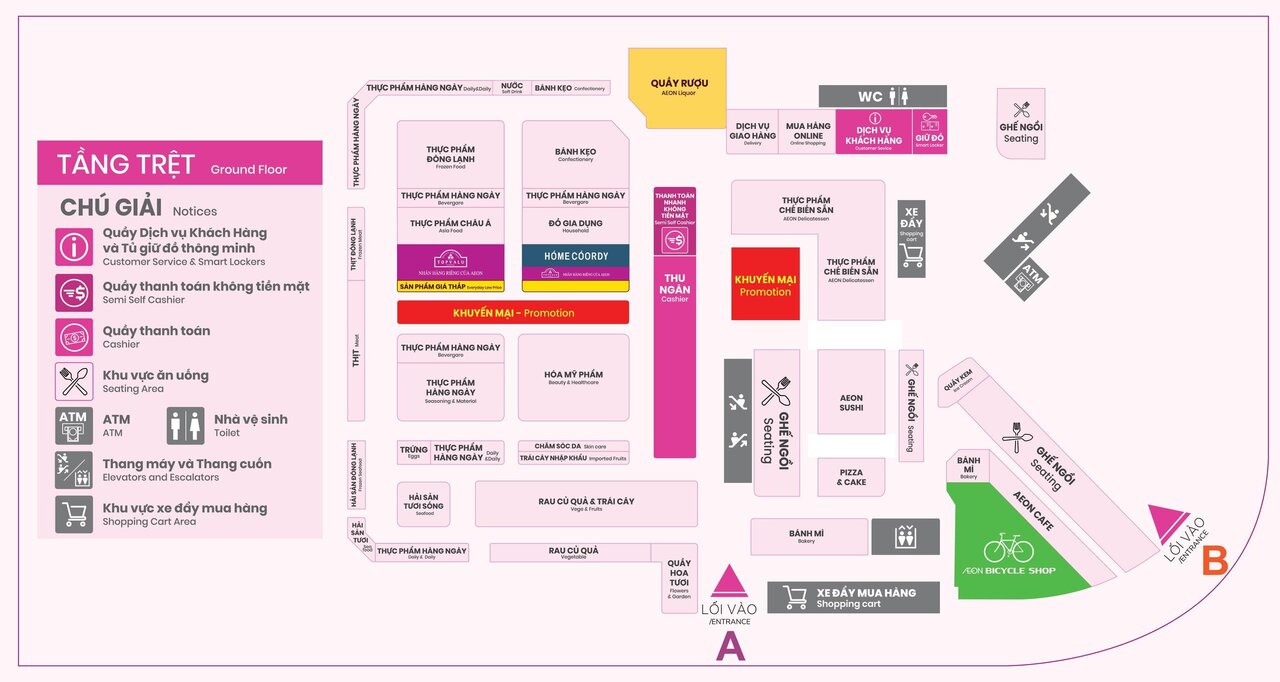 TẦNG TRỆT Ground Floor
CHÚ GIẢI Notices
Quầy Dịch vụ Khách Hàng
và Tủ giữ đồ thông minh
Customer Service & Smart Lockers
Quầy thanh toán không tiền mặt
Semi Self Cashier
Quầy thanh toán
Cashier
Khu vực ăn uống
Seating Area
ATM
ATM
ATM
Nhà vệ sinh
Toilet
Thang máy và Thang cuốn
Elevators and Escalators
Khu vực xe đẩy mua hàng
Shopping Cart Area
THỰC PHẨM HÀNG NGÀY Daily&Daily
NƯỚC
Soft Drink
BÁNH KẸO Confectionery
THỰC PHẨM HÀNG NGÀY
THỊT ĐÔNG LẠNH
Frozen Meat
THỊT Meat
HẢI SẢN ĐÔNG LẠNH
Frozen Seafood
HẢI
SẢN
TƯƠI
Sea
food
THỰC PHẨM HÀNG NGÀY
Daily & Daily
THỰC PHẨM
ĐÔNG LẠNH
Frozen Food
THỰC PHẨM HÀNG NGÀY
Bevergare
THỰC PHẨM CHÂU Á
Asia Food
TOPVALU
NHÃN HÀNG RIÊNG CỦA AEON
SẢN PHẨM GIÁ THẤP Everyday Low Price
BÁNH KẸO
Confectionery
THỰC PHẨM HÀNG NGÀY
Bevergare
ĐỒ GIA DỤNG
Household
HÓME CÓORDY
TOPVALU
NHÃN HÀNG RIÊNG CỦA AEON
KHUYẾN MẠI - Promotion
THỰC PHẨM HÀNG NGÀY
Bevergare
THỰC PHẨM
HÀNG NGÀY
Seasoning & Material
HÓA MỸ PHẨM
Beauty & Healthcare
TRỨNG
Eggs
THỰC PHẨM
HÀNG NGÀY
Daily
&Daily
CHĂM SÓC DA Skin care
TRÁI CÂY NHẬP KHẨU Imported Fruits
HẢI SẢN
TƯƠI SỐNG
Seafood
RAU CỦ QUẢ & TRÁI CÂY
Vege & Fruits
RAU CỦ QUẢ
Vegetable
QUẦY
HOA
TƯƠI
Flowers
& Garden
QUẦY RƯỢU
AEON Liquor
WC
DỊCH VỤ
GIAO HÀNG
Delivery
MUA HÀNG
ONLINE
Online Shopping
DỊCH VỤ
KHÁCH HÀNG
Customer Sevice
GIỮ ĐỒ
Smart Locker
GHẾ NGỒI
Seating
THANH TOÁN
NHANH
KHÔNG
TIỀN MẶT
Semi Self Cashier
THU
NGÂN
Cashier
THỰC PHẨM
CHẾ BIẾN SẴN
AEON Delicatessen
THỰC PHẨM
CHẾ BIẾN SẴN
AEON Delicatessen
KHUYẾN MẠI
Promotion
XE
ĐẨY
Shopping
cart
ATM
GHẾ NGỒI
Seating
AEON
SUSHI
GHẾ NGỒI
Seating
PIZZA
& CAKE
QUẦY KEM
Ice Cream
GHẾ NGỒI
Seating
BÁNH
MÌ
Bakery
AEON CAFE
ÆON BICYCLE SHOP
BÁNH MÌ
Bakery
XE ĐẨY MUA HÀNG
Shopping cart
LỐI VÀO
/ENTRANCE
A
LỐI VÀO
/ENTRANCE
B